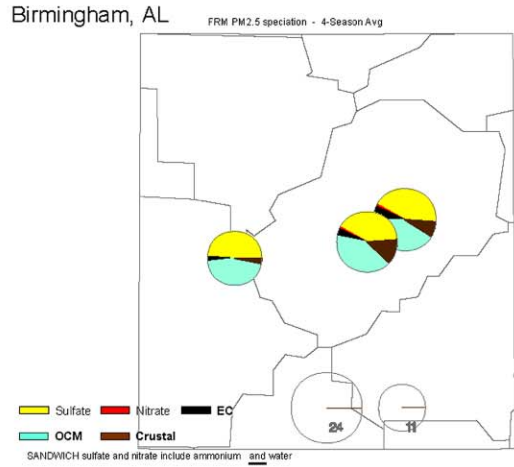 Birmingham, AL
FRM PM2.5 speciation - 4-Season Avg
24 11
Sulfate Nitrate EC
OCM Crustal
SANDWICH sulfate and nitrate include ammonium and water